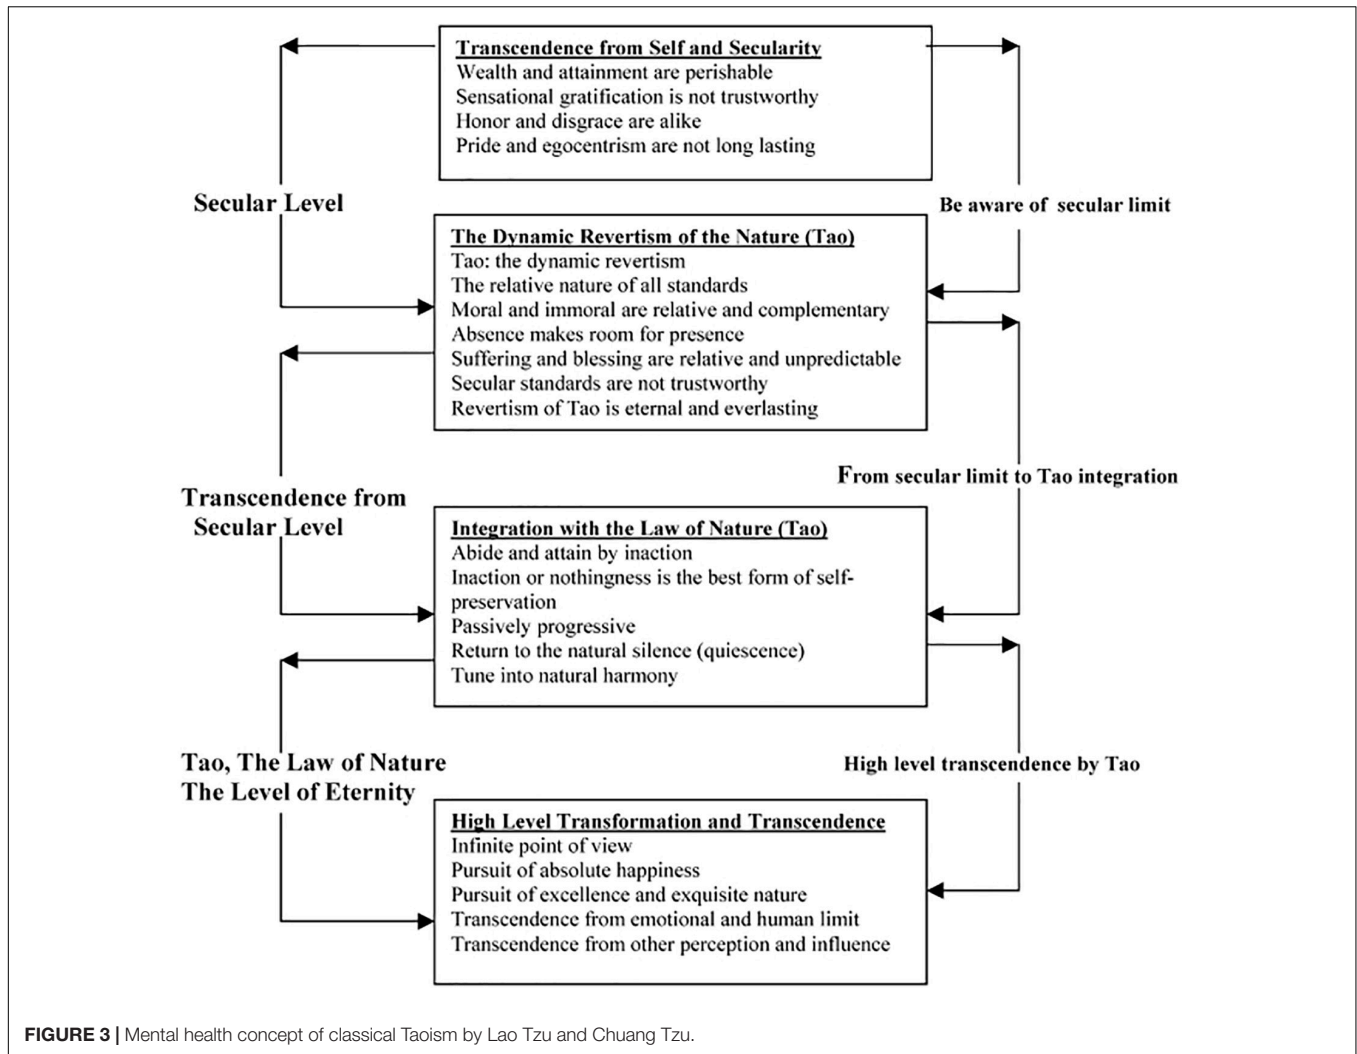 Transcendence from Self and Secularity
Wealth and attainment are perishable
Sensational gratification is not trustworthy
Honor and disgrace are alike
Pride and egocentrism are not long lasting
Secular Level
Be aware of secular limit
The Dynamic Revertism of the Nature (Tao)
Tao: the dynamic revertism
The relative nature of all standards
Moral and immoral are relative and complementary
Absence makes room for presence
Suffering and blessing are relative and unpredictable
Secular standards are not trustworthy
Revertism of Tao is eternal and everlasting
Transcendence from
Secular Level
From secular limit to Tao integration
Integration with the Law of Nature (Tao)
Abide and attain by inaction
Inaction or nothingness is the best form of self-
preservation
Passively progressive
Return to the natural silence (quiescence)
Tune into natural harmony
Tao, The Law of Nature
The Level of Eternity
High level transcendence by Tao
High Level Transformation and Transcendence
Infinite point of view
Pursuit of absolute happiness
Pursuit of excellence and exquisite nature
Transcendence from emotional and human limit
Transcendence from other perception and influence
FIGURE 3 | Mental health concept of classical Taoism by Lao Tzu and Chuang Tzu.